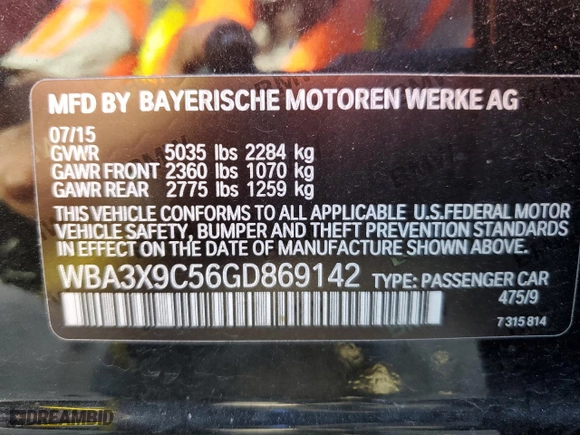 MFD BY BAYERISCHE MOTOREN WERKE AG
07/15
GVWR 5035 lbs 2284 kg
GAWR FRONT 2360 lbs 1070 kg
GAWR REAR 2775 lbs 1259 kg
THIS VEHICLE CONFORMS TO ALL APPLICABLE U.S.FEDERAL MOTOR
VEHICLE SAFETY, BUMPER AND THEFT PREVENTION STANDARDS
IN EFFECT ON THE DATE OF MANUFACTURE SHOWN ABOVE.
WBA3X9C56GD869142 TYPE: PASSENGER CAR
475/9
7 315 814
DREAMBID